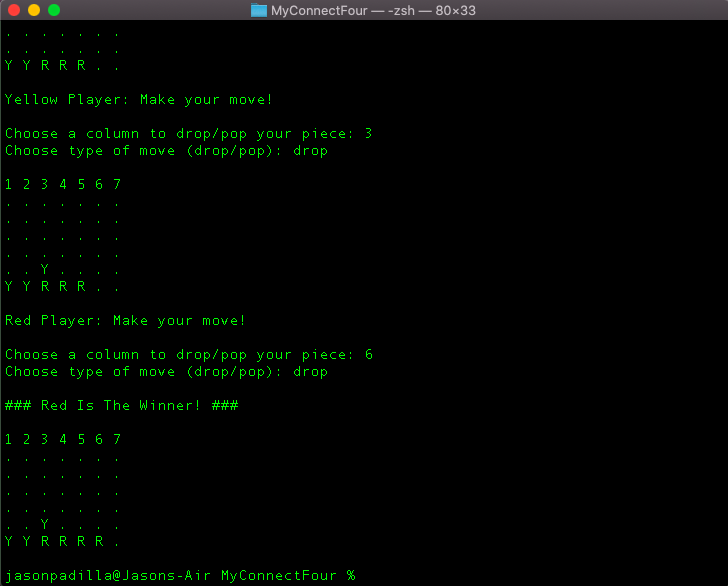 MyConnectFour — -zsh — 80×33
. . . . . . .
. . . . . . .
Y Y R R R . .
Yellow Player: Make your move!
Choose a column to drop/pop your piece: 3
Choose type of move (drop/pop): drop
1 2 3 4 5 6 7
. . . . . . .
. . . . . . .
. . . . . . .
. . . . . . .
. . Y . . . .
Y Y R R R . .
Red Player: Make your move!
Choose a column to drop/pop your piece: 6
Choose type of move (drop/pop): drop
### Red Is The Winner! ###
1 2 3 4 5 6 7
. . . . . . .
. . . . . . .
. . . . . . .
. . . . . . .
. . Y . . . .
Y Y R R R R .
jasonpadilla@Jasons-Air MyConnectFour %